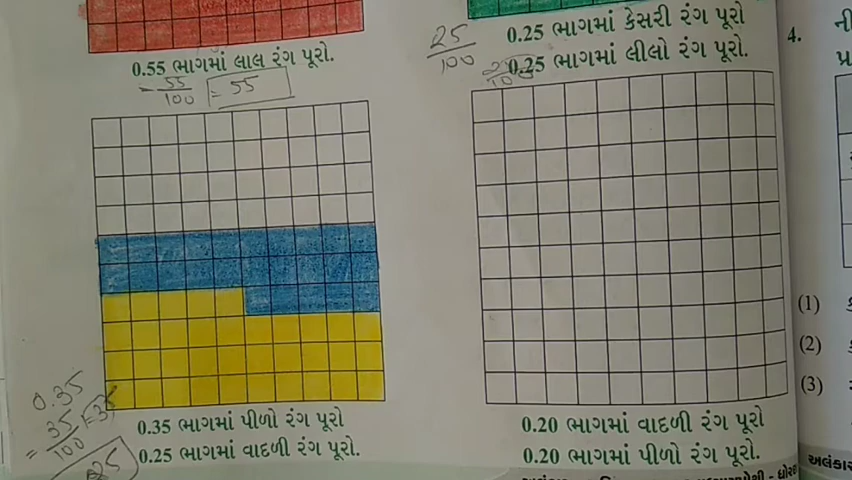 0.55 ભાગમાં લાલ રંગ પૂરો.
= 55/100 = 55
25/100
0.25 ભાગમાં કેસરી રંગ પૂરો
0.25 ભાગમાં લીલો રંગ પૂરો.
0.35
= 35/100 = 35
0.35 ભાગમાં પીળો રંગ પૂરો
0.25 ભાગમાં વાદળી રંગ પૂરો.
0.20 ભાગમાં વાદળી રંગ પૂરો
0.20 ભાગમાં પીળો રંગ પૂરો.
4.
(1)
(2)
(3)